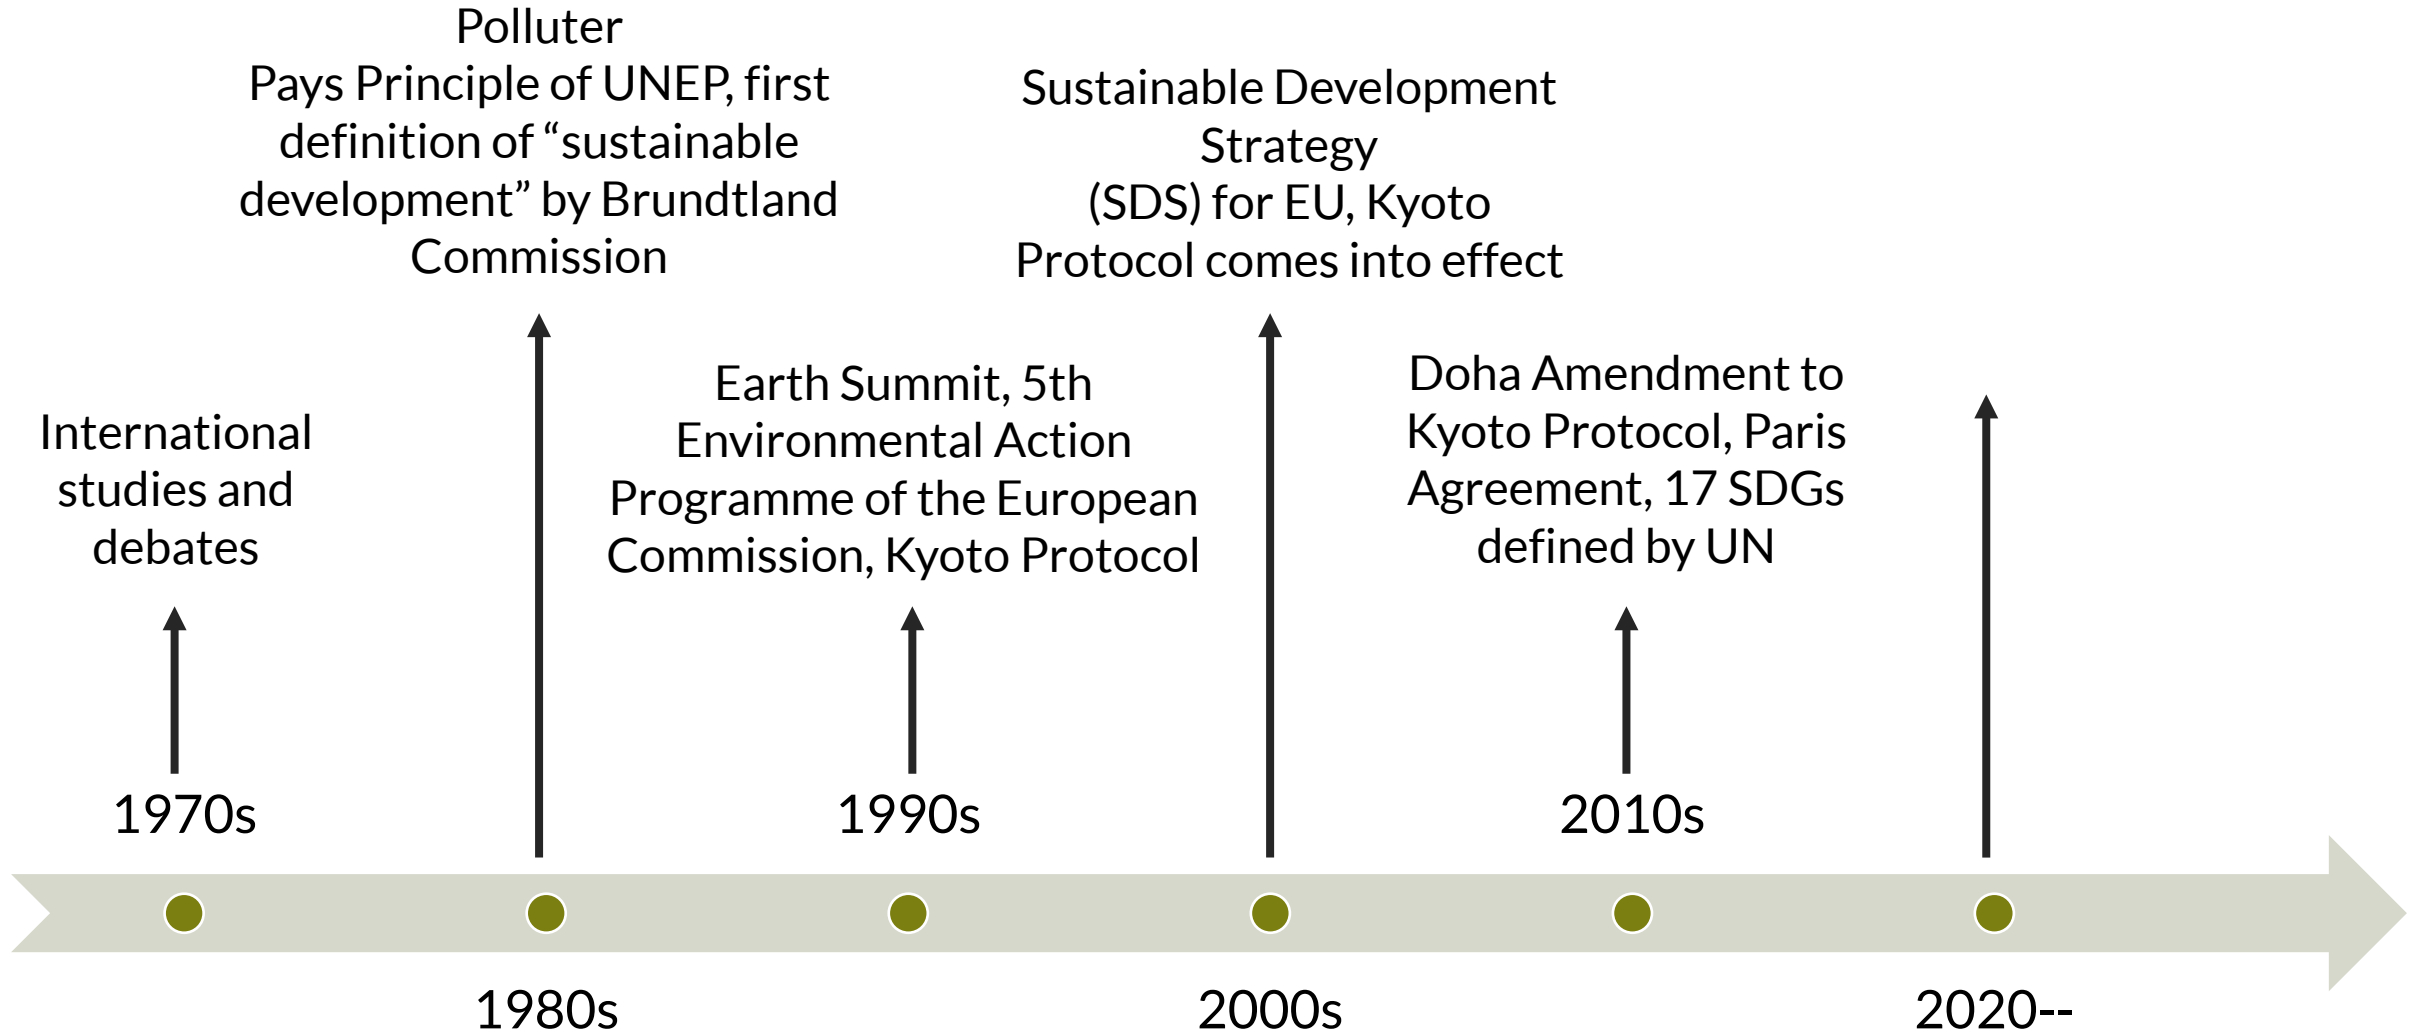 Polluter
Pays Principle of UNEP, first
definition of “sustainable
development” by Brundtland
Commission
Sustainable Development
Strategy
(SDS) for EU, Kyoto
Protocol comes into effect
International
studies and
debates
Earth Summit, 5th
Environmental Action
Programme of the European
Commission, Kyoto Protocol
Doha Amendment to
Kyoto Protocol, Paris
Agreement, 17 SDGs
defined by UN
1970s
1990s
2010s
1980s
2000s
2020--